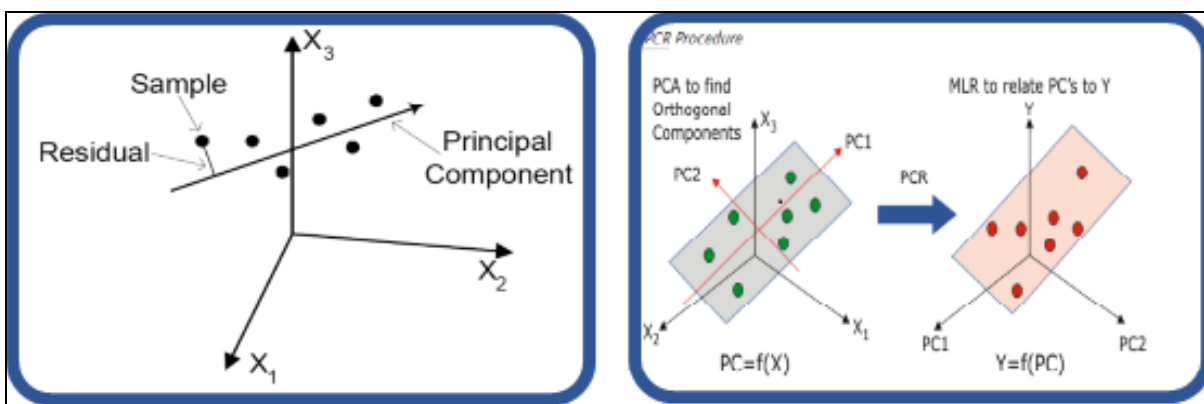 X3
Sample
Residual
Principal
Component
X2
X1
PCR Procedure
PCA to find
Orthogonal
Components
X3
PC1
PC2
X2
X1
PC=f(X)
PCR
MLR to relate PC's to Y
Y
PC1
PC2
Y=f(PC)